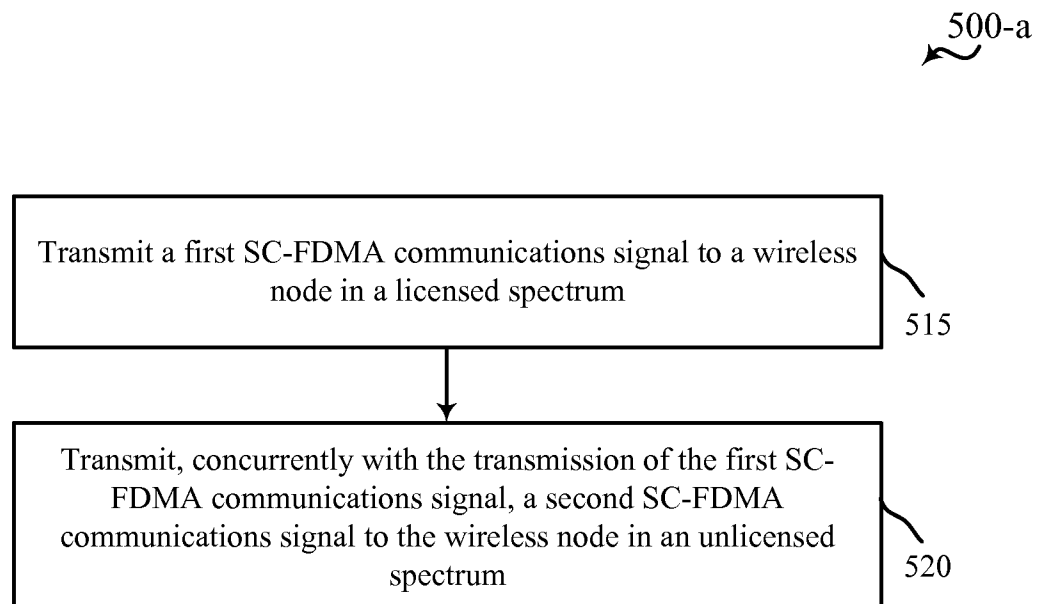 500-a
Transmit a first SC-FDMA communications signal to a wireless
node in a licensed spectrum
515
Transmit, concurrently with the transmission of the first SC-
FDMA communications signal, a second SC-FDMA
communications signal to the wireless node in an unlicensed
spectrum
520